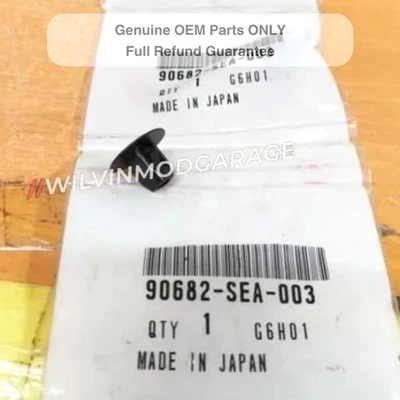 Genuine OEM Parts ONLY
Full Refund Guarantee
90682-SEA-003
QTY 1 G6H01
MADE IN JAPAN
//WILVINMODGARAGE
90682-SEA-003
QTY 1 G6H01
MADE IN JAPAN